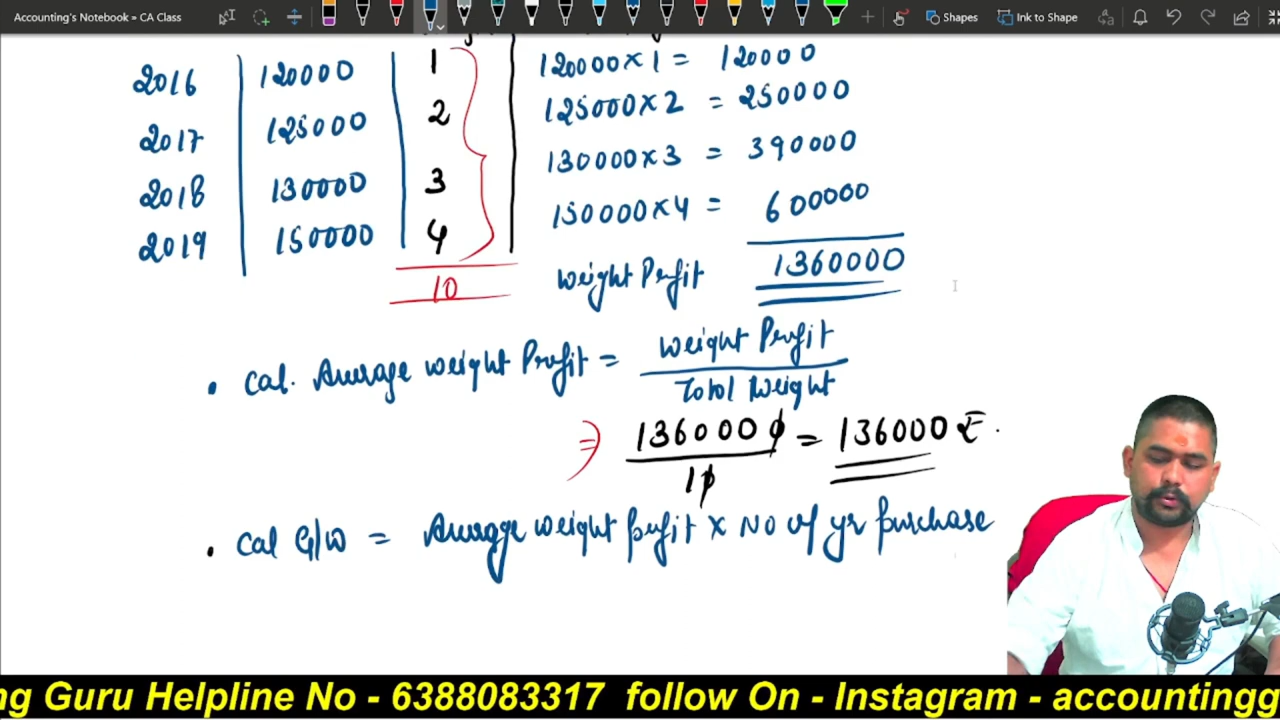 Accounting's Notebook » CA Class
Shapes
Ink to Shape
2016 120000 1 120000×1 = 120000
2017 125000 2 125000×2 = 250000
2018 130000 3 130000×3 = 390000
2019 150000 4 150000×4 = 600000
10 weight Profit 1360000
. Cal. Average weight Profit = weight Profit
Total weight
⇒ 1360000 = 136000 ₹.
10
. Cal G/W = Average weight profit × No of yr purchase
ng Guru Helpline No - 6388083317 follow On - Instagram - accountingg